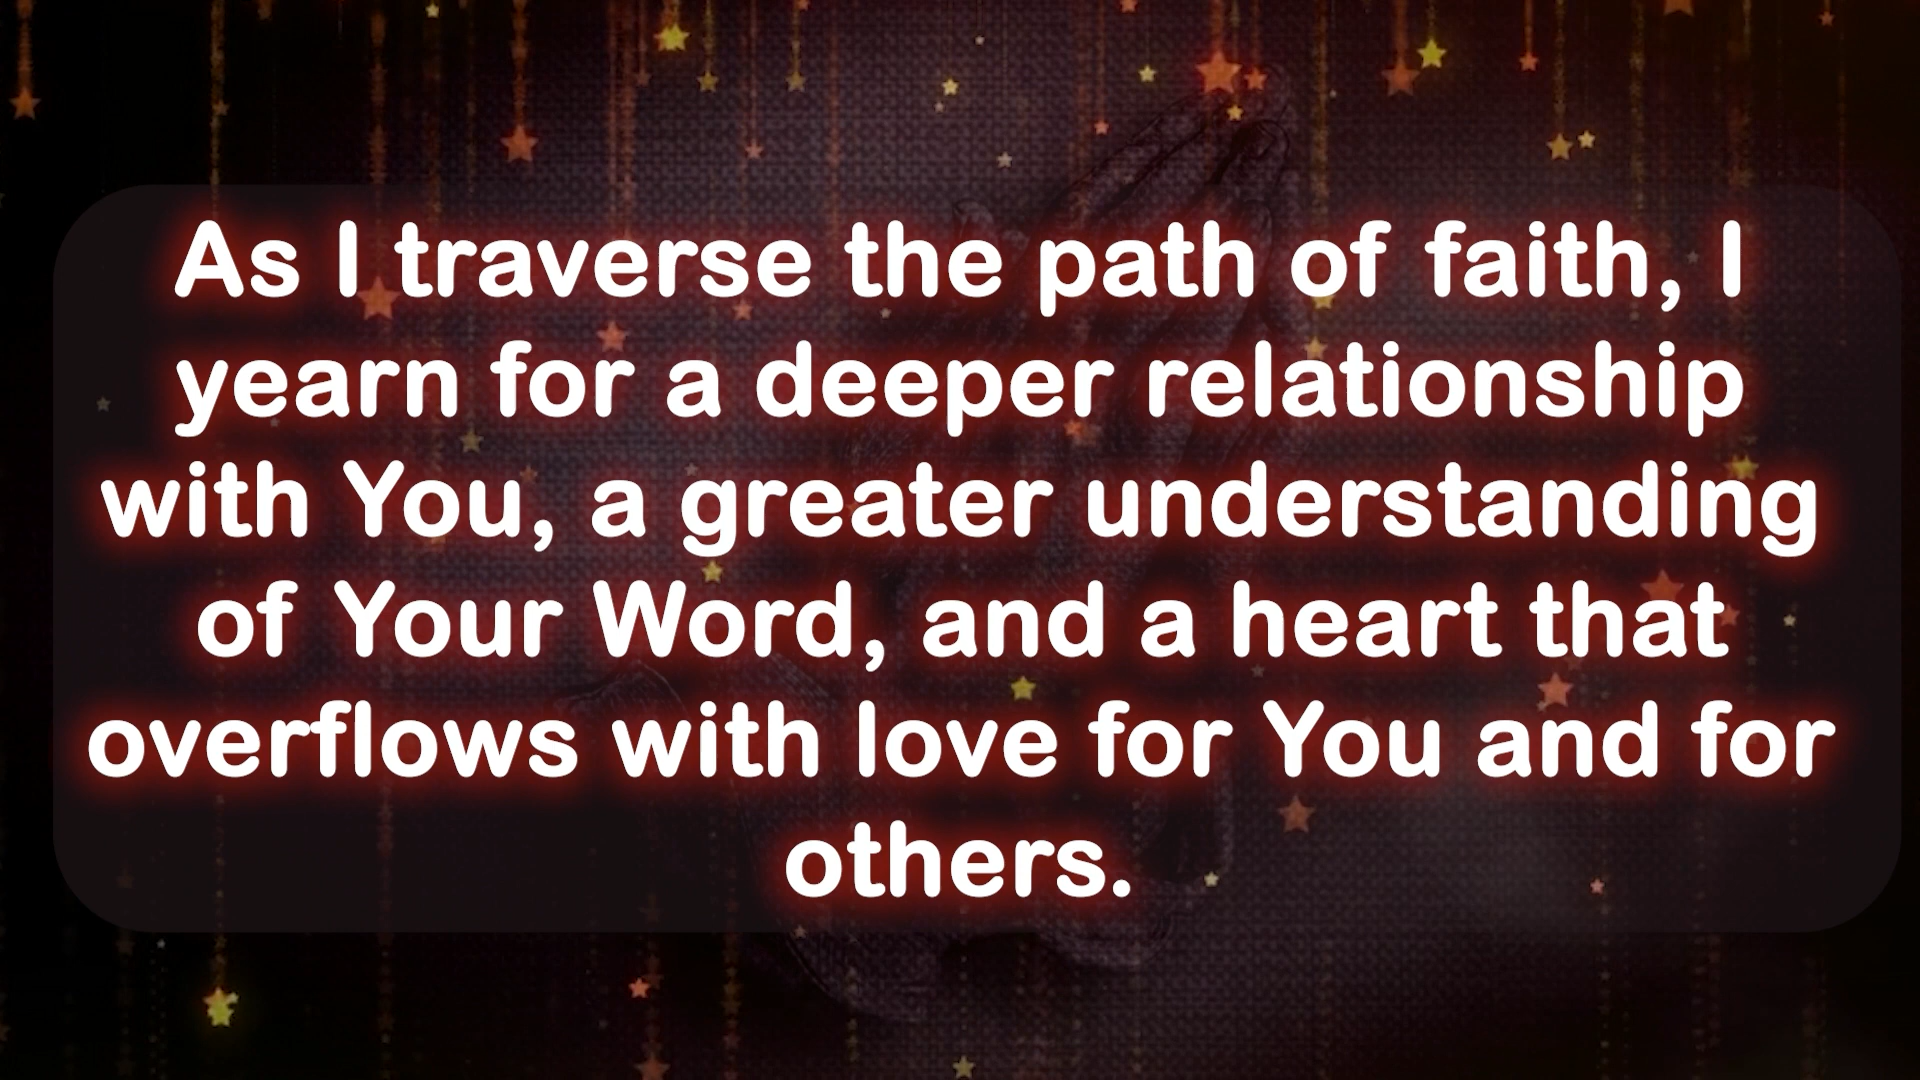 As I traverse the path of faith, I
yearn for a deeper relationship
with You, a greater understanding
of Your Word, and a heart that
overflows with love for You and for
others.